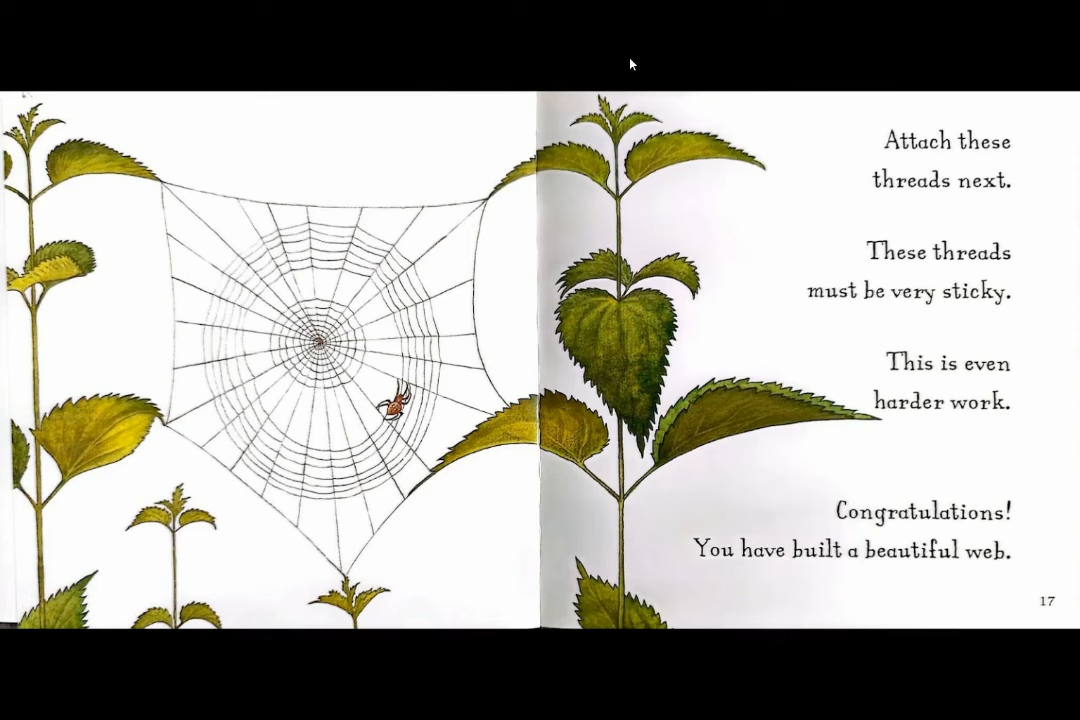 Attach these
threads next.
These threads
must be very sticky.
This is even
harder work.
Congratulations!
You have built a beautiful web.
17